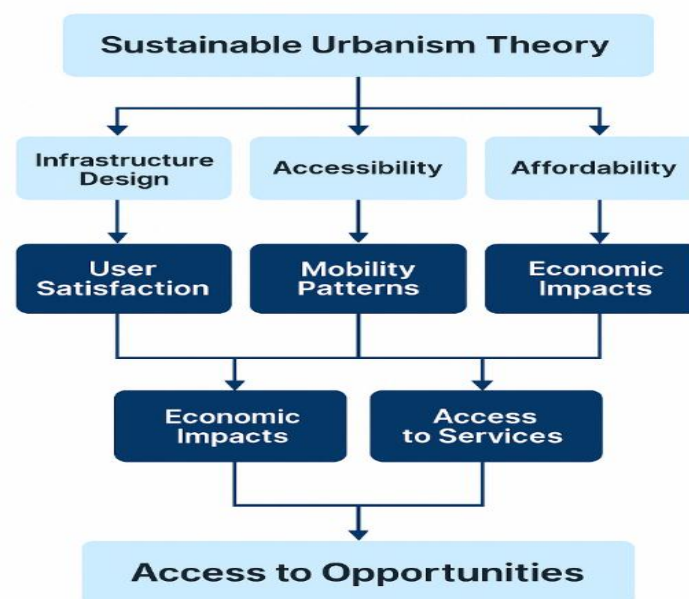 Sustainable Urbanism Theory
Infrastructure
Design
Accessibility
Affordability
User
Satisfaction
Mobility
Patterns
Economic
Impacts
Economic
Impacts
Access
to Services
Access to Opportunities